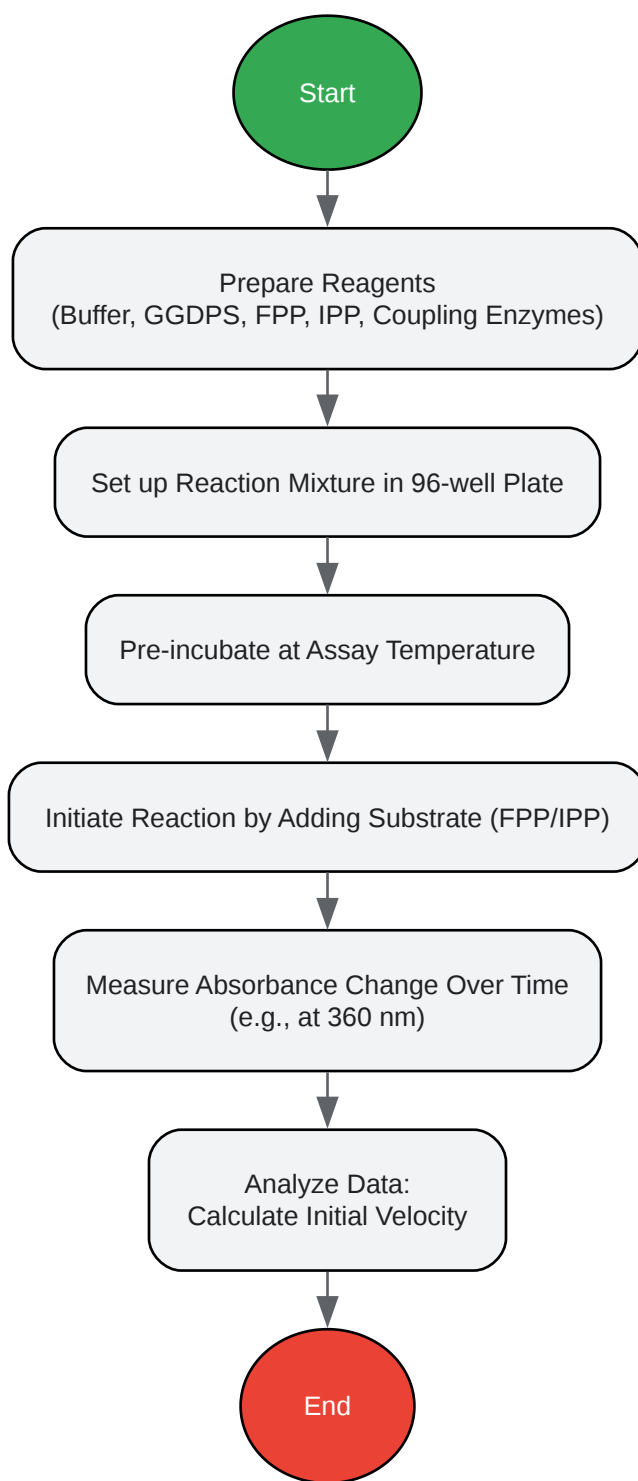 Start
Prepare Reagents
(Buffer, GGDPS, FPP, IPP, Coupling Enzymes)
Set up Reaction Mixture in 96-well Plate
Pre-incubate at Assay Temperature
Initiate Reaction by Adding Substrate (FPP/IPP)
Measure Absorbance Change Over Time
(e.g., at 360 nm)
Analyze Data:
Calculate Initial Velocity
End